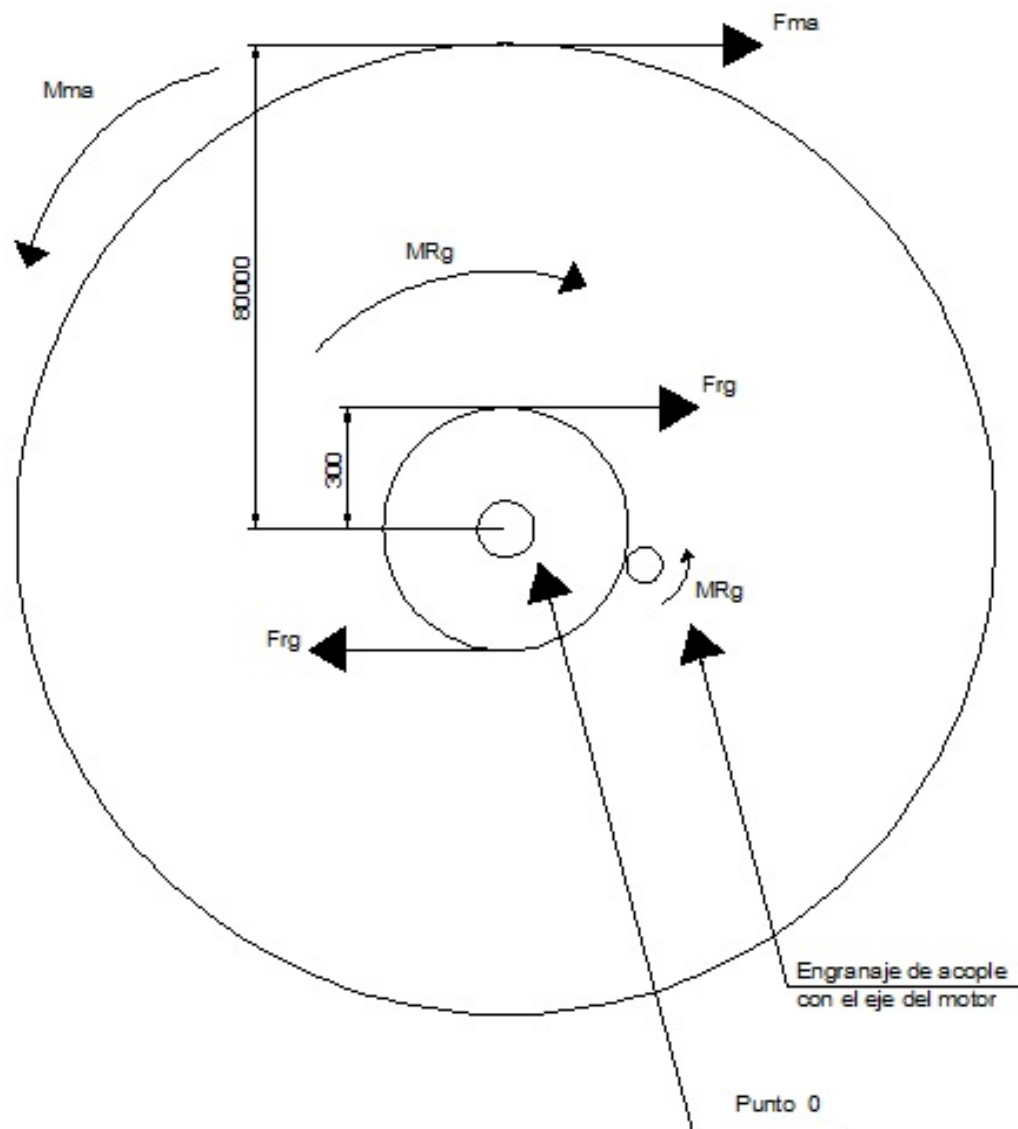 Fma
Mma
MRg
80000
Frg
300
MRg
Frg
Engranaje de acople
con el eje del motor
Punto 0